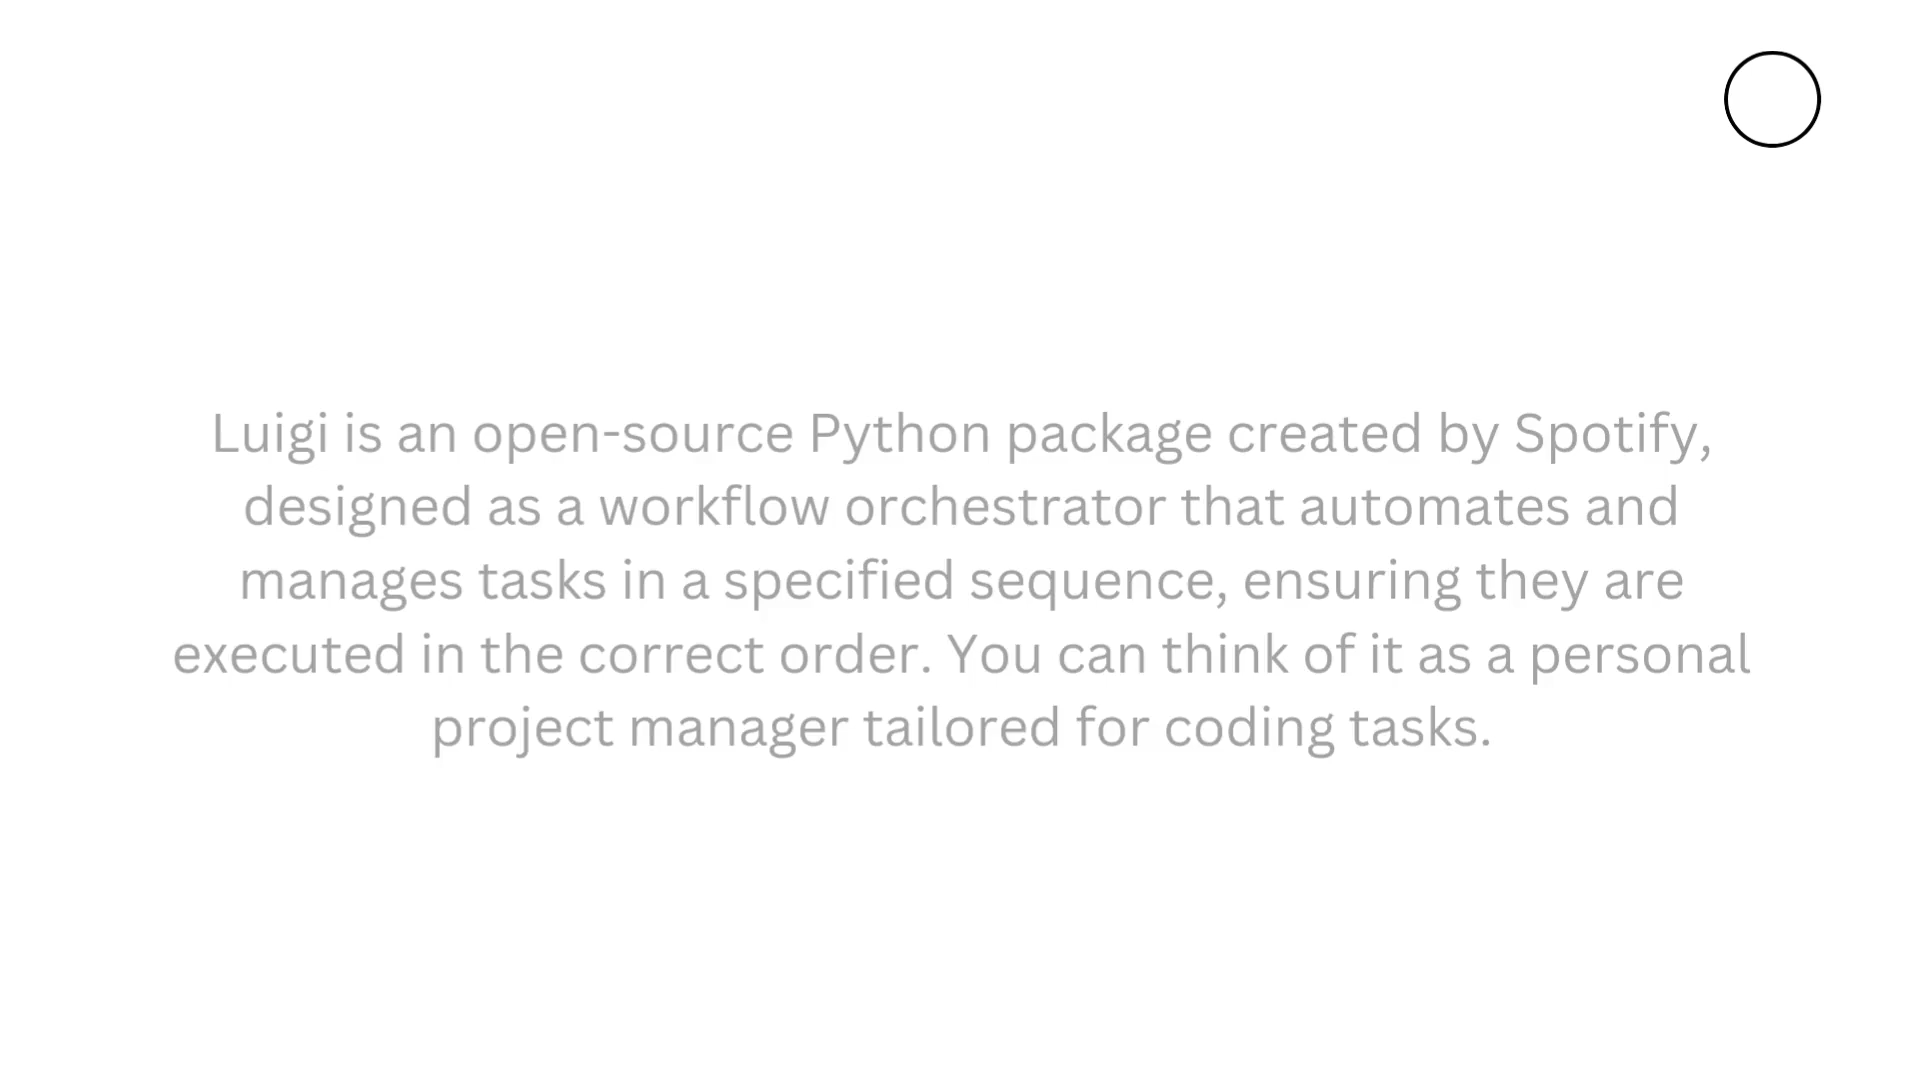 Luigi is an open-source Python package created by Spotify,
designed as a workflow orchestrator that automates and
manages tasks in a specified sequence, ensuring they are
executed in the correct order. You can think of it as a personal
project manager tailored for coding tasks.